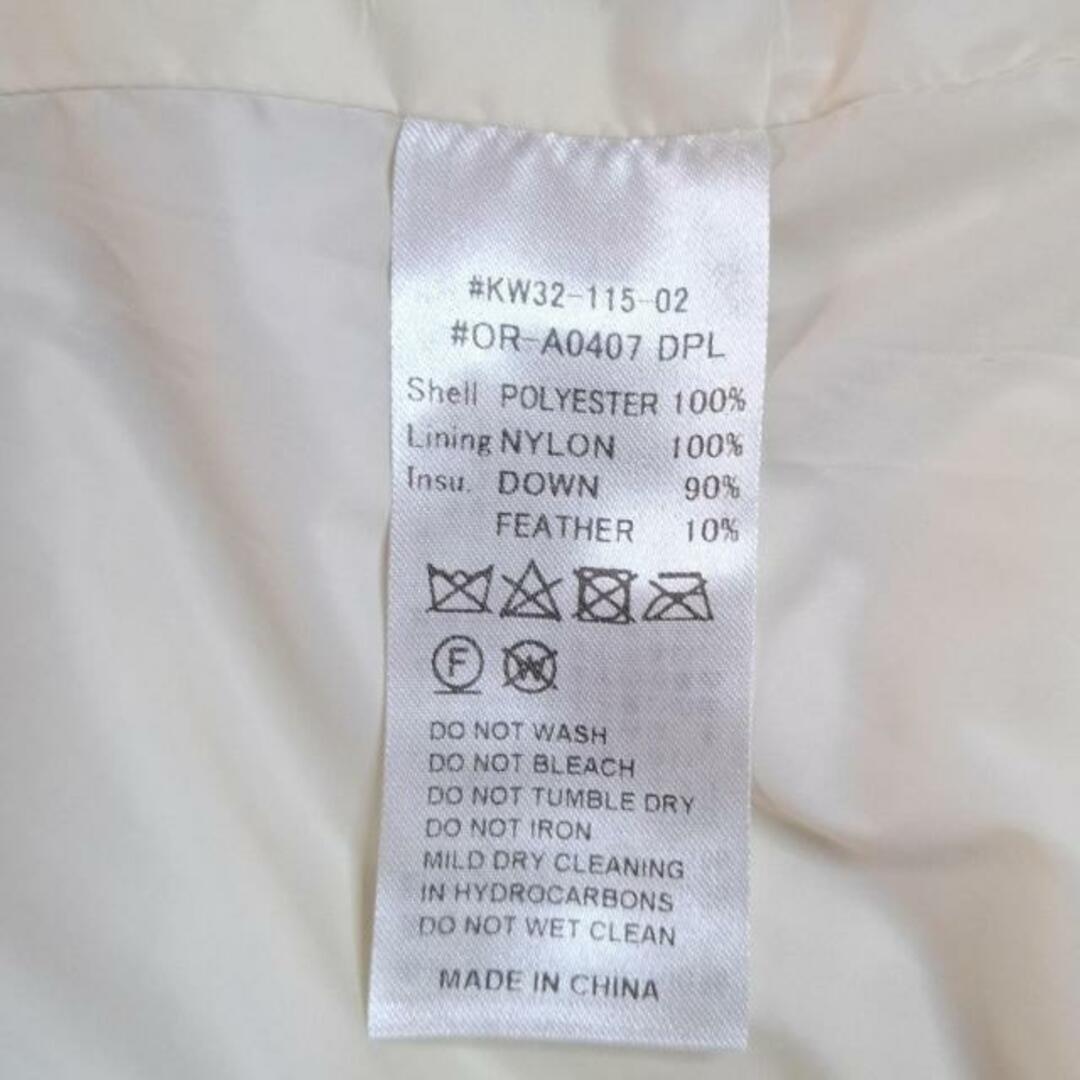 #KW32-115-02
#OR-A0407 DPL
Shell POLYESTER 100%
Lining NYLON 100%
Insu. DOWN 90%
FEATHER 10%
F W
DO NOT WASH
DO NOT BLEACH
DO NOT TUMBLE DRY
DO NOT IRON
MILD DRY CLEANING
IN HYDROCARBONS
DO NOT WET CLEAN
MADE IN CHINA